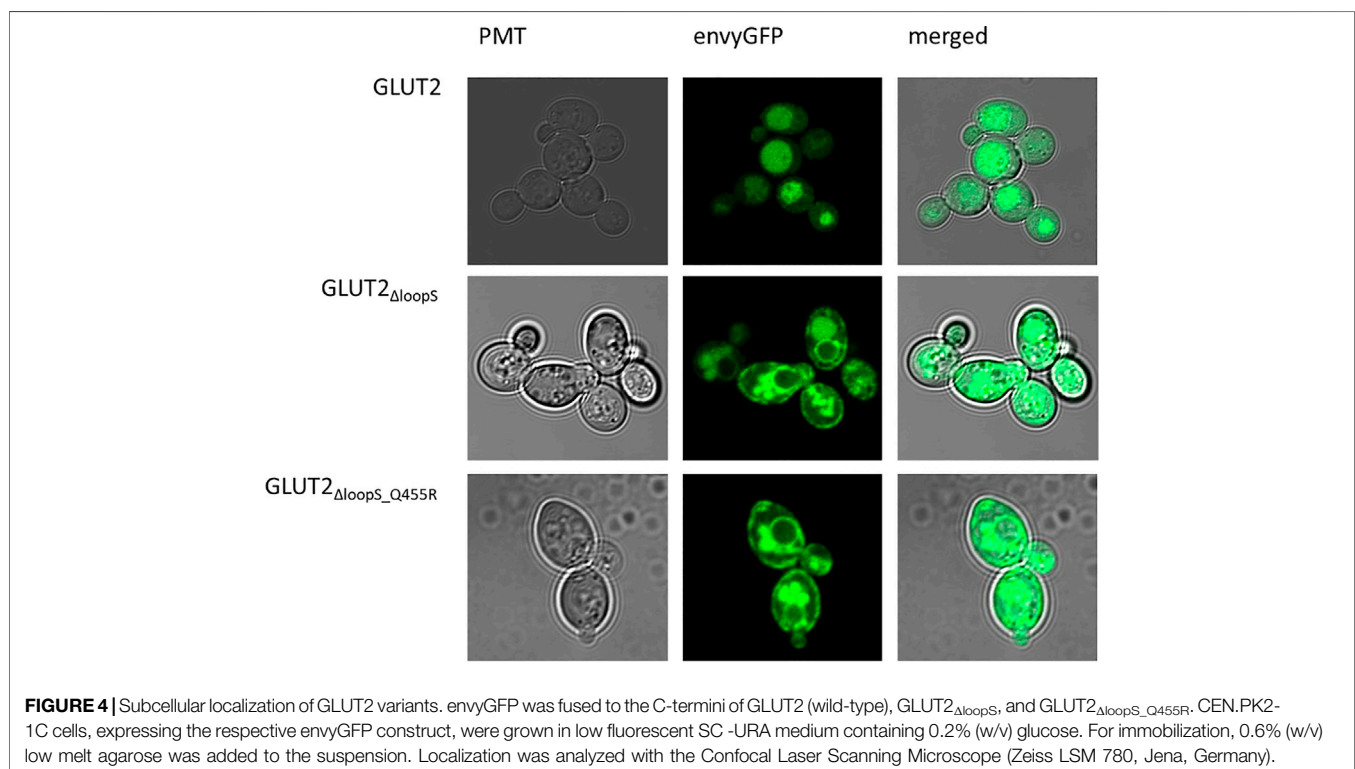 PMT envyGFP merged
GLUT2
GLUT2ΔloopS
GLUT2ΔloopS_Q455R
FIGURE 4 | Subcellular localization of GLUT2 variants. envyGFP was fused to the C-termini of GLUT2 (wild-type), GLUT2ΔloopS, and GLUT2ΔloopS_Q455R. CEN.PK2-
1C cells, expressing the respective envyGFP construct, were grown in low fluorescent SC -URA medium containing 0.2% (w/v) glucose. For immobilization, 0.6% (w/v)
low melt agarose was added to the suspension. Localization was analyzed with the Confocal Laser Scanning Microscope (Zeiss LSM 780, Jena, Germany).